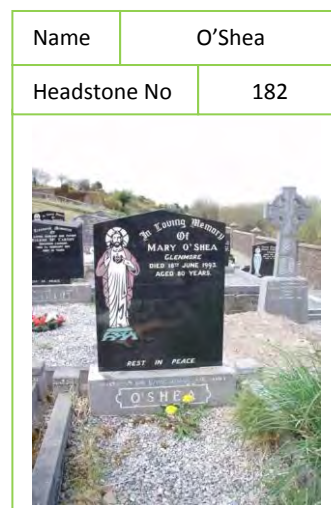 Name
O'Shea
Headstone No
182
In Loving Memory
Of
MARY O'SHEA
GLENMORE
DIED 18TH JUNE 1993.
AGED 80 YEARS.
REST IN PEACE
O'SHEA